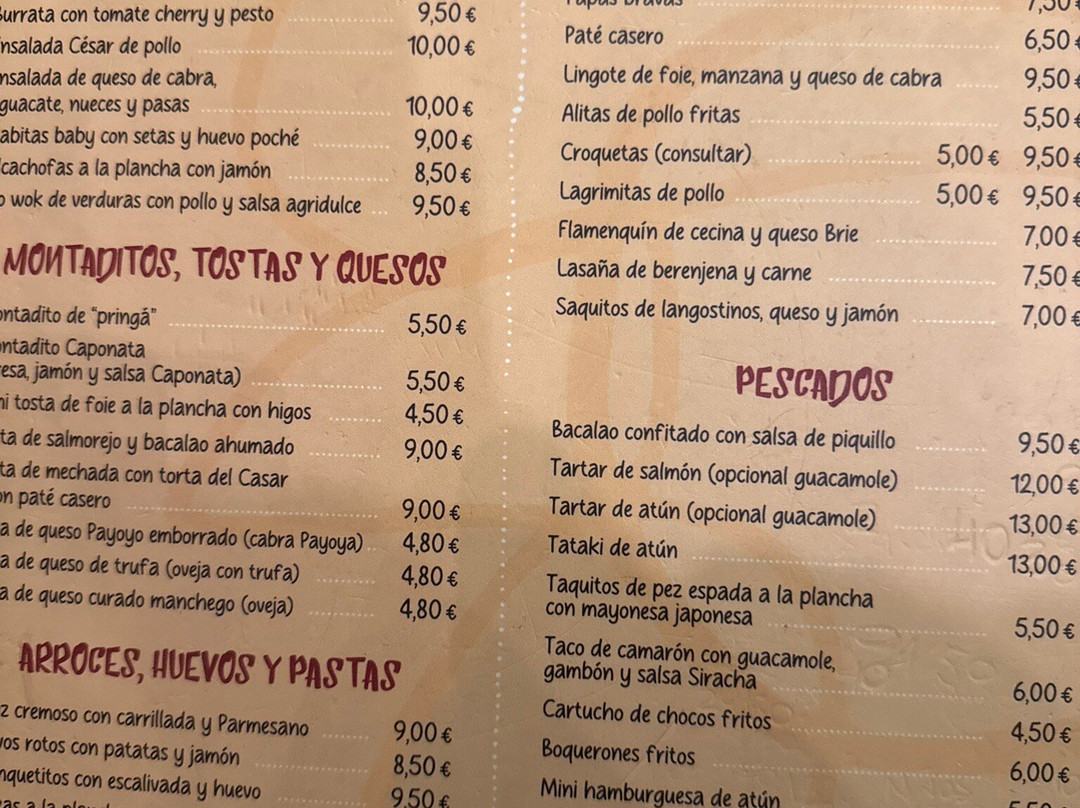 Burrata con tomate cherry y pesto 9,50 €
nsalada César de pollo 10,00 €
nsalada de queso de cabra,
guacate, nueces y pasas 10,00 €
abitas baby con setas y huevo poché 9,00 €
lcachofas a la plancha con jamón 8,50 €
o wok de verduras con pollo y salsa agridulce 9,50 €
MONTADITOS, TOSTAS Y QUESOS
ontadito de "pringá" 5,50 €
ontadito Caponata
resa, jamón y salsa Caponata) 5,50 €
ni tosta de foie a la plancha con higos 4,50 €
ta de salmorejo y bacalao ahumado 9,00 €
ta de mechada con torta del Casar
on paté casero 9,00 €
a de queso Payoyo emborrado (cabra Payoya) 4,80 €
a de queso de trufa (oveja con trufa) 4,80 €
a de queso curado manchego (oveja) 4,80 €
ARROCES, HUEVOS Y PASTAS
z cremoso con carrillada y Parmesano 9,00 €
vos rotos con patatas y jamón 8,50 €
nquetitos con escalivada y huevo 9,50 €
Papas bravas 7,50 €
Paté casero 6,50 €
Lingote de foie, manzana y queso de cabra 9,50 €
Alitas de pollo fritas 5,50 €
Croquetas (consultar) 5,00 € 9,50 €
Lagrimitas de pollo 5,00 € 9,50 €
Flamenquín de cecina y queso Brie 7,00 €
Lasaña de berenjena y carne 7,50 €
Saquitos de langostinos, queso y jamón 7,00 €
PESCADOS
Bacalao confitado con salsa de piquillo 9,50 €
Tartar de salmón (opcional guacamole) 12,00 €
Tartar de atún (opcional guacamole) 13,00 €
Tataki de atún 13,00 €
Taquitos de pez espada a la plancha
con mayonesa japonesa 5,50 €
Taco de camarón con guacamole,
gambón y salsa Siracha 6,00 €
Cartucho de chocos fritos 4,50 €
Boquerones fritos 6,00 €
Mini hamburguesa de atún